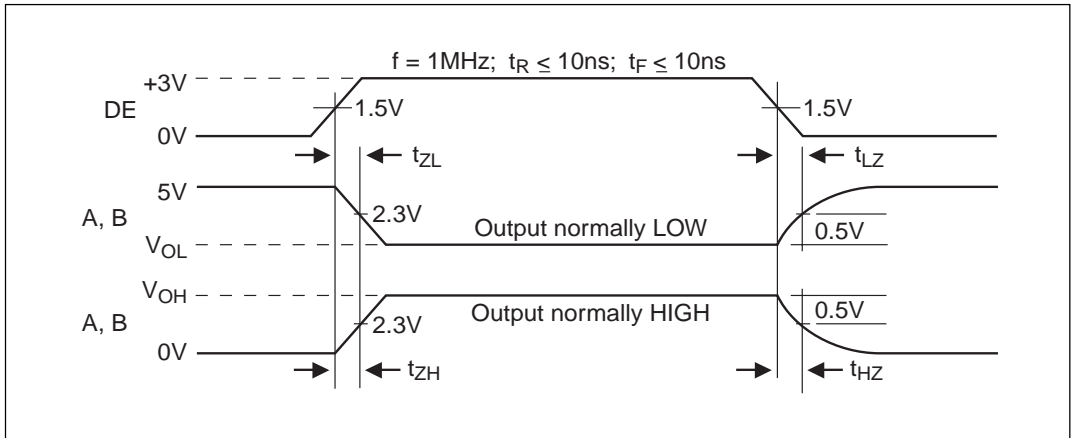 f = 1MHz; tR ≤ 10ns; tF ≤ 10ns
+3V
DE
1.5V
1.5V
0V
tZL
tLZ
5V
A, B
2.3V
Output normally LOW
0.5V
VOL
VOH
A, B
2.3V
Output normally HIGH
0.5V
0V
tZH
tHZ